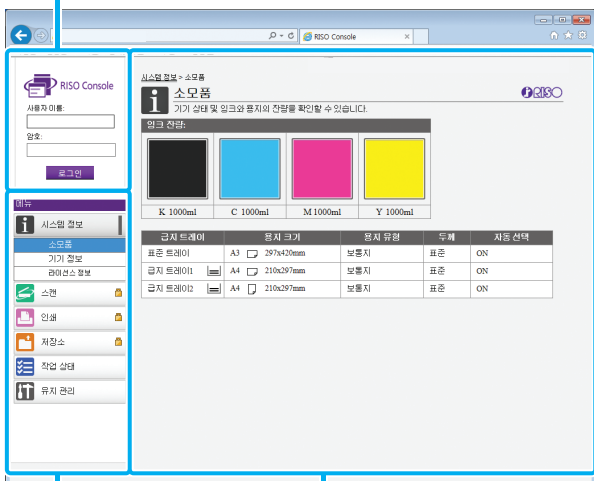 RISO Console
RISO Console
사용자 이름:
암호:
로그인
메뉴
시스템 정보
소모품
기기 정보
라이선스 정보
스캔
인쇄
저장소
작업 상태
유지 관리
시스템 정보 > 소모품
소모품
기기 상태 및 잉크와 용지의 잔량을 확인할 수 있습니다.
RISO
잉크 잔량:
K 1000ml C 1000ml M 1000ml Y 1000ml
급지 트레이 용지 크기 용지 유형 두께 자동 선택
표준 트레이 A3 297x420mm 보통지 표준 ON
급지 트레이1 A4 210x297mm 보통지 표준 ON
급지 트레이2 A4 210x297mm 보통지 표준 ON